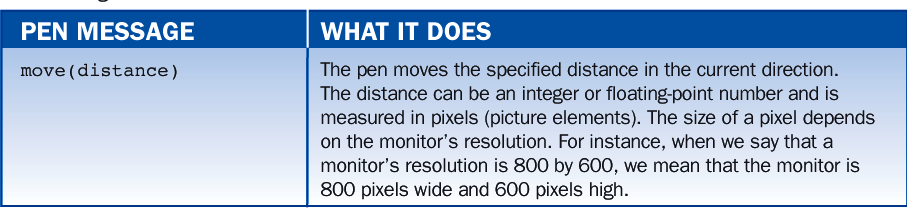 PEN MESSAGE WHAT IT DOES
move(distance) The pen moves the specified distance in the current direction.
The distance can be an integer or floating-point number and is
measured in pixels (picture elements). The size of a pixel depends
on the monitor's resolution. For instance, when we say that a
monitor's resolution is 800 by 600, we mean that the monitor is
800 pixels wide and 600 pixels high.